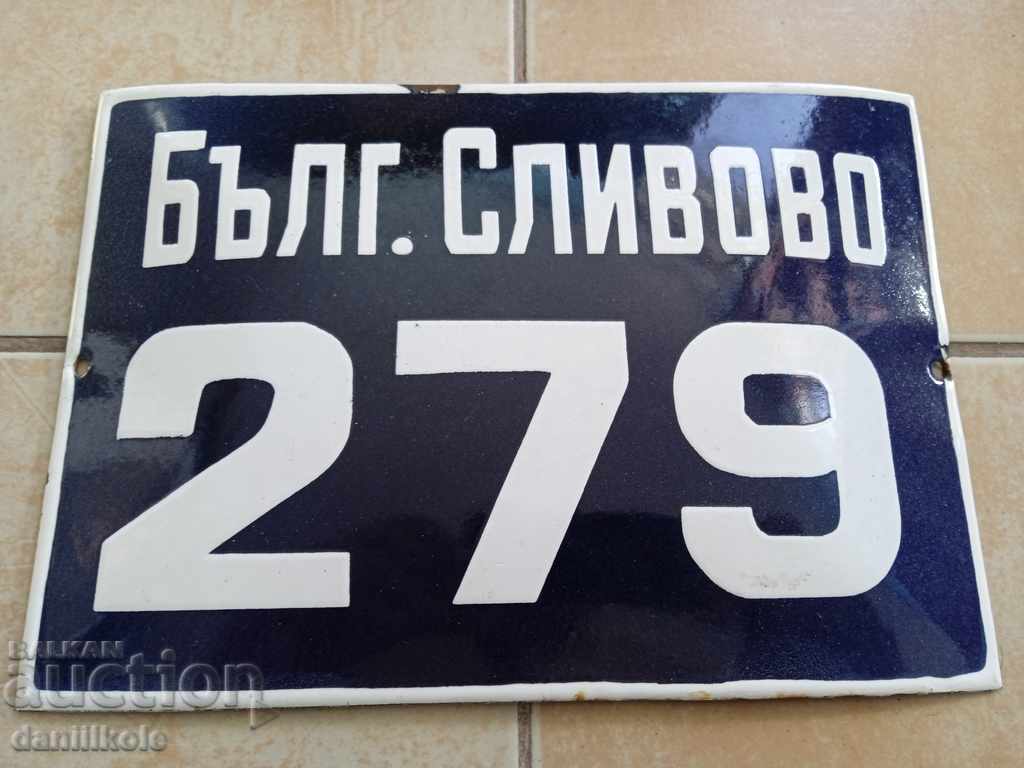 Бълг. Сливово
279
BALKAN
auction
daniilkole